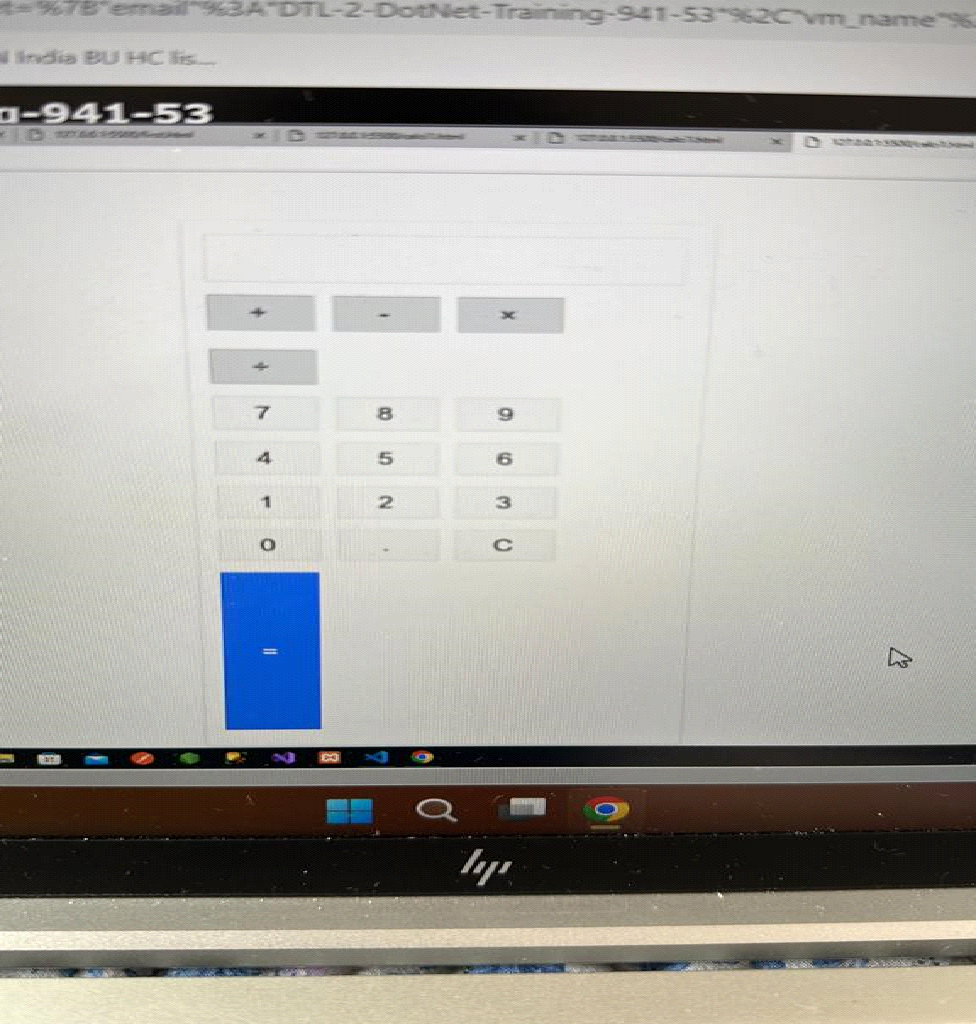 t=%7B"email"%3A"DTL-2-DotNet-Training-941-53"%2C"vm_name"%
India BU HC lis...
-941-53
+ - ×
÷
7 8 9
4 5 6
1 2 3
0 . C
=
hp